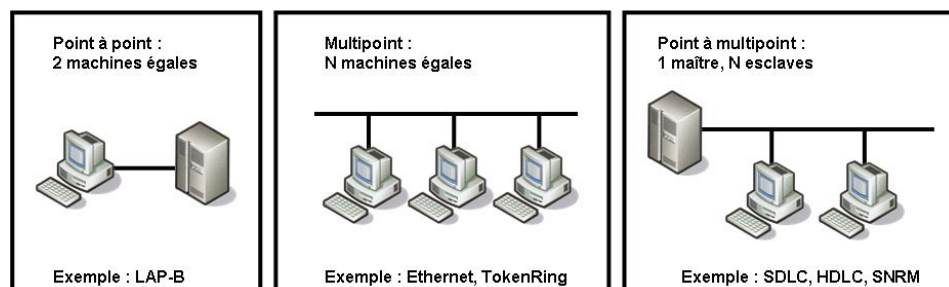 Point à point :
2 machines égales
Exemple : LAP-B
Multipoint :
N machines égales
Exemple : Ethernet, TokenRing
Point à multipoint :
1 maître, N esclaves
Exemple : SDLC, HDLC, SNRM